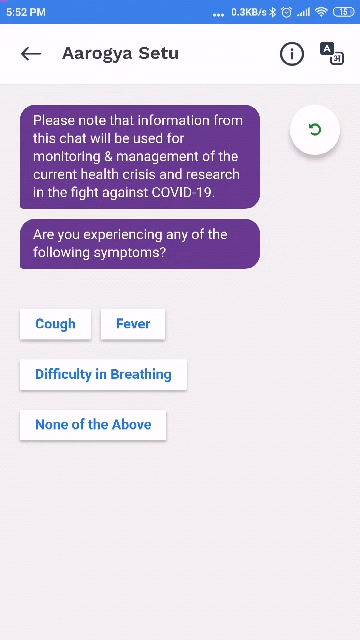 5:52 PM
... 0.3KB/s 15
Aarogya Setu
i
A अ
Please note that information from
this chat will be used for
monitoring & management of the
current health crisis and research
in the fight against COVID-19.
Are you experiencing any of the
following symptoms?
Cough
Fever
Difficulty in Breathing
None of the Above